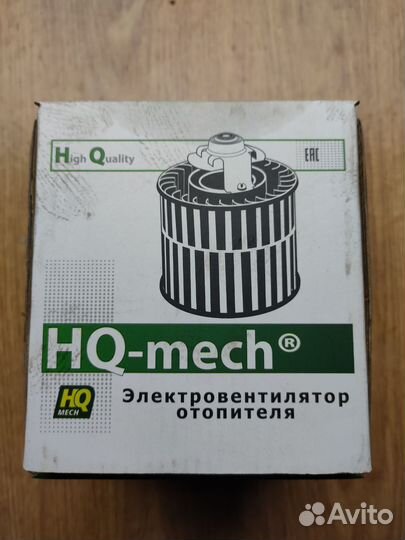 High Quality
EAC
HQ-mech®
HQ
MECH
Электровентилятор
отопителя
Avito